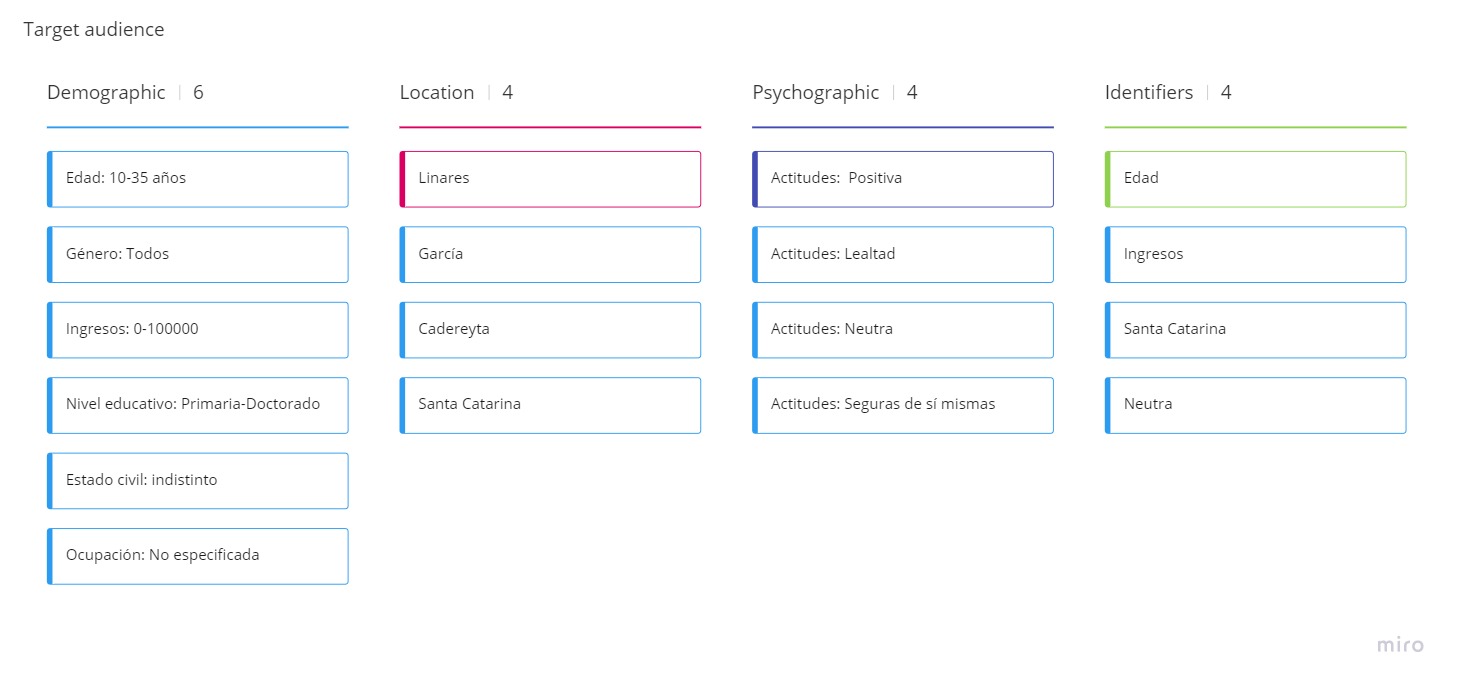 Target audience
Demographic | 6
Edad: 10-35 años
Género: Todos
Ingresos: 0-100000
Nivel educativo: Primaria-Doctorado
Estado civil: indistinto
Ocupación: No especificada
Location | 4
Linares
García
Cadereyta
Santa Catarina
Psychographic | 4
Actitudes:  Positiva
Actitudes: Lealtad
Actitudes: Neutra
Actitudes: Seguras de sí mismas
Identifiers | 4
Edad
Ingresos
Santa Catarina
Neutra
miro